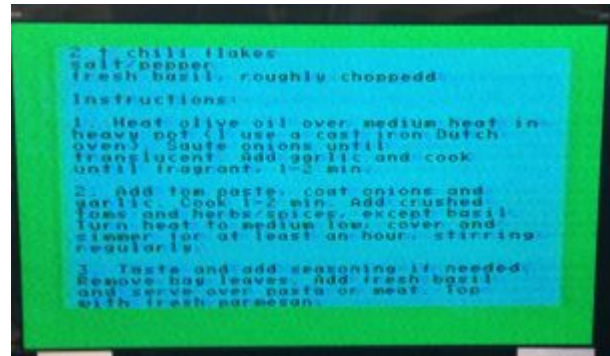 2 t chili flakes
salt/pepper
fresh basil, roughly choppedd
Instructions:
1. Heat olive oil over medium heat in
heavy pot (I use a cast iron Dutch
oven). Saute onions until
translucent. Add garlic and cook
until fragrant, 1-2 min.
2. Add tom paste, coat onions and
garlic. Cook 1-2 min. Add crushed
toms and herbs/spices, except basil.
Turn heat to medium low, cover and
simmer for at least an hour, stirring
regularly.
3. Taste and add seasoning if needed.
Remove bay leaves. Add fresh basil
and serve over pasta or meat. Top
with fresh parmesan.